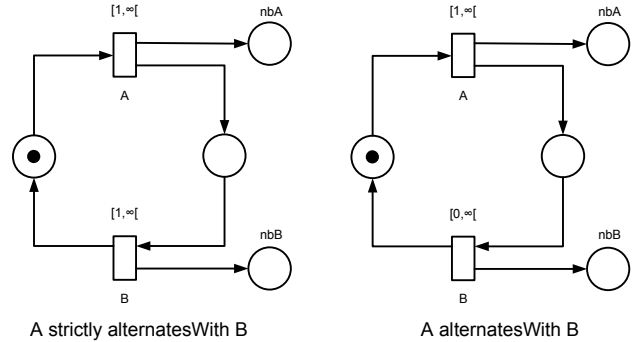 [1,∞[
nbA
A
[1,∞[
nbB
B
A strictly alternatesWith B
[1,∞[
nbA
A
[0,∞[
nbB
B
A alternatesWith B